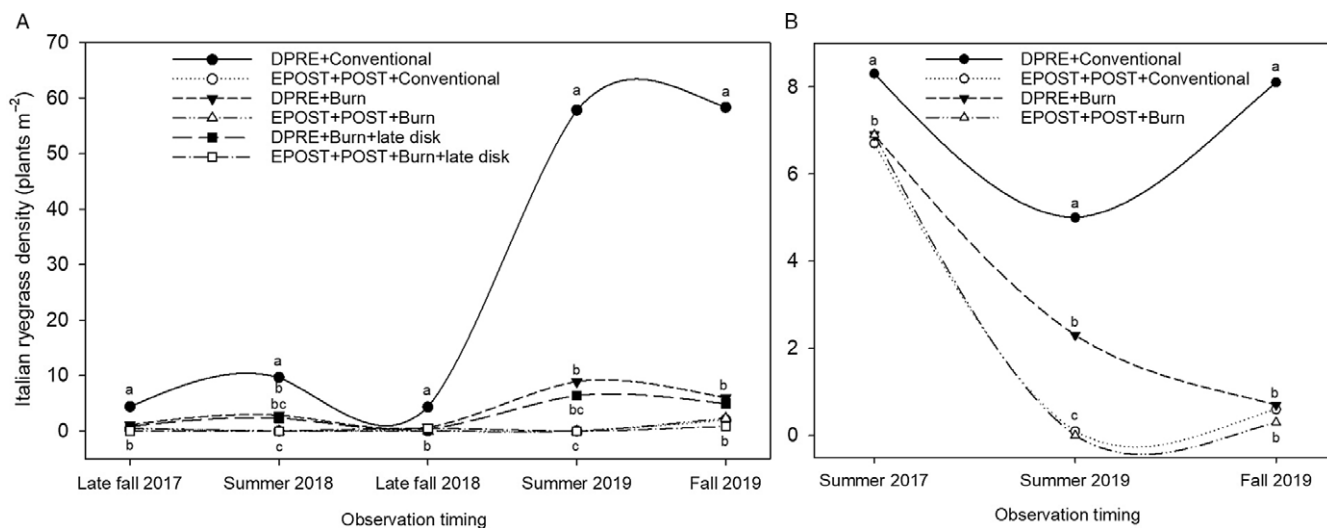 A
Italian ryegrass density (plants m⁻²)
70
60
50
40
30
20
10
0
DPRE+Conventional
EPOST+POST+Conventional
DPRE+Burn
EPOST+POST+Burn
DPRE+Burn+late disk
EPOST+POST+Burn+late disk
a
a
a
a
a
b
bc
b
bc
b
b
c
b
c
b
Late fall 2017
Summer 2018
Late fall 2018
Summer 2019
Fall 2019
Observation timing
B
8
6
4
2
0
DPRE+Conventional
EPOST+POST+Conventional
DPRE+Burn
EPOST+POST+Burn
a
a
a
b
b
b
c
b
Summer 2017
Summer 2019
Fall 2019
Observation timing